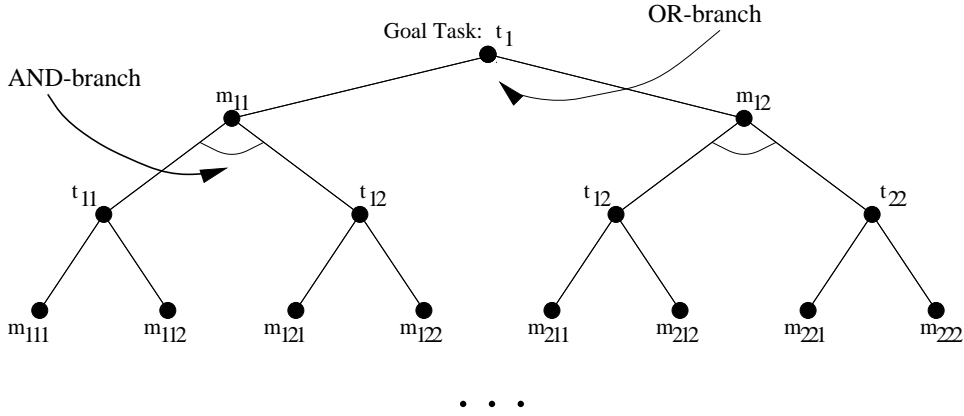 OR-branch
Goal Task: t1
AND-branch
m11
m12
t11
t12
t12
t22
m111
m112
m121
m122
m211
m212
m221
m222
. . .